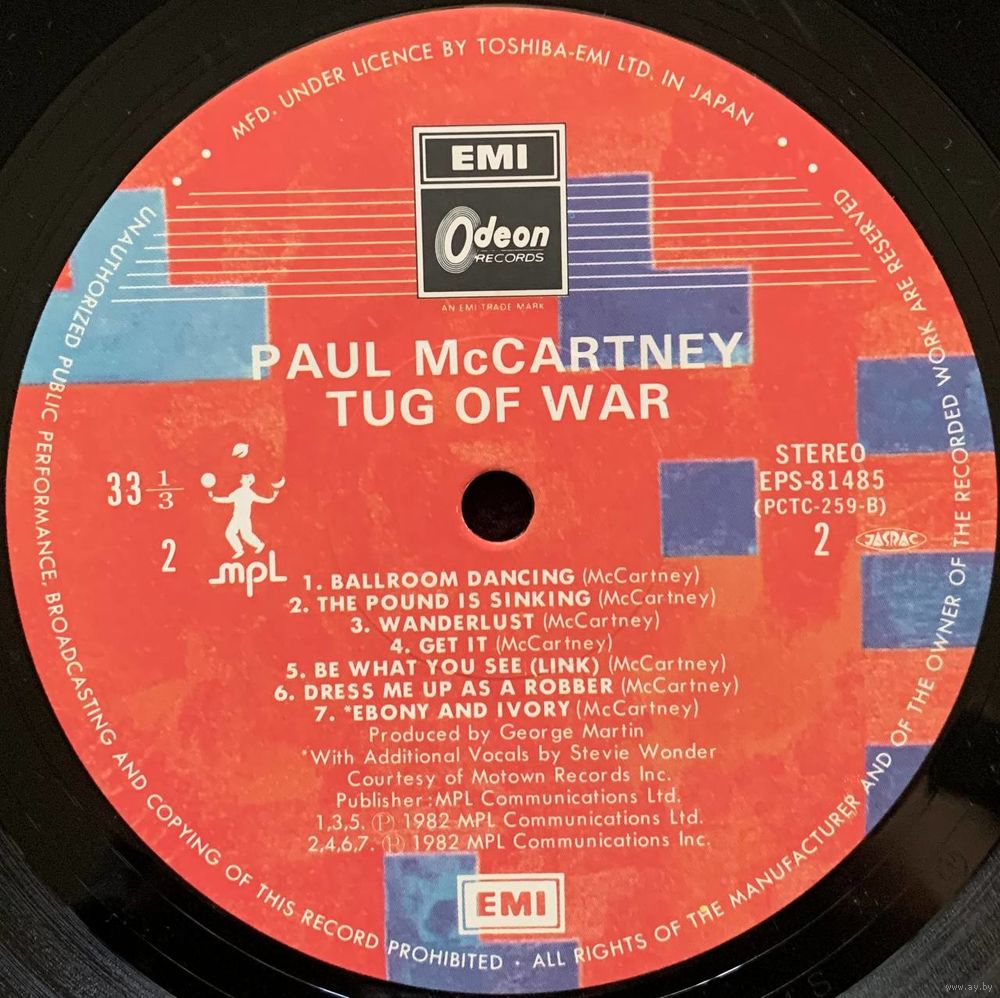 MFD. UNDER LICENCE BY TOSHIBA-EMI LTD. IN JAPAN
EMI
Odeon
RECORDS
AN EMI TRADE MARK
PAUL McCARTNEY
TUG OF WAR
33 1/3
2
mpL
STEREO
EPS-81485
(PCTC-259-B)
2
JASRAC
1. BALLROOM DANCING (McCartney)
2. THE POUND IS SINKING (McCartney)
3. WANDERLUST (McCartney)
4. GET IT (McCartney)
5. BE WHAT YOU SEE (LINK) (McCartney)
6. DRESS ME UP AS A ROBBER (McCartney)
7. *EBONY AND IVORY (McCartney)
Produced by George Martin
*With Additional Vocals by Stevie Wonder
Courtesy of Motown Records Inc.
Publisher:MPL Communications Ltd.
1,3,5. Ⓟ 1982 MPL Communications Ltd.
2,4,6,7. Ⓟ 1982 MPL Communications Inc.
EMI
UNAUTHORIZED PUBLIC PERFORMANCE, BROADCASTING AND COPYING OF THIS RECORD PROHIBITED · ALL RIGHTS OF THE MANUFACTURER AND OF THE OWNER OF THE RECORDED WORK ARE RESERVED
www.ay.by